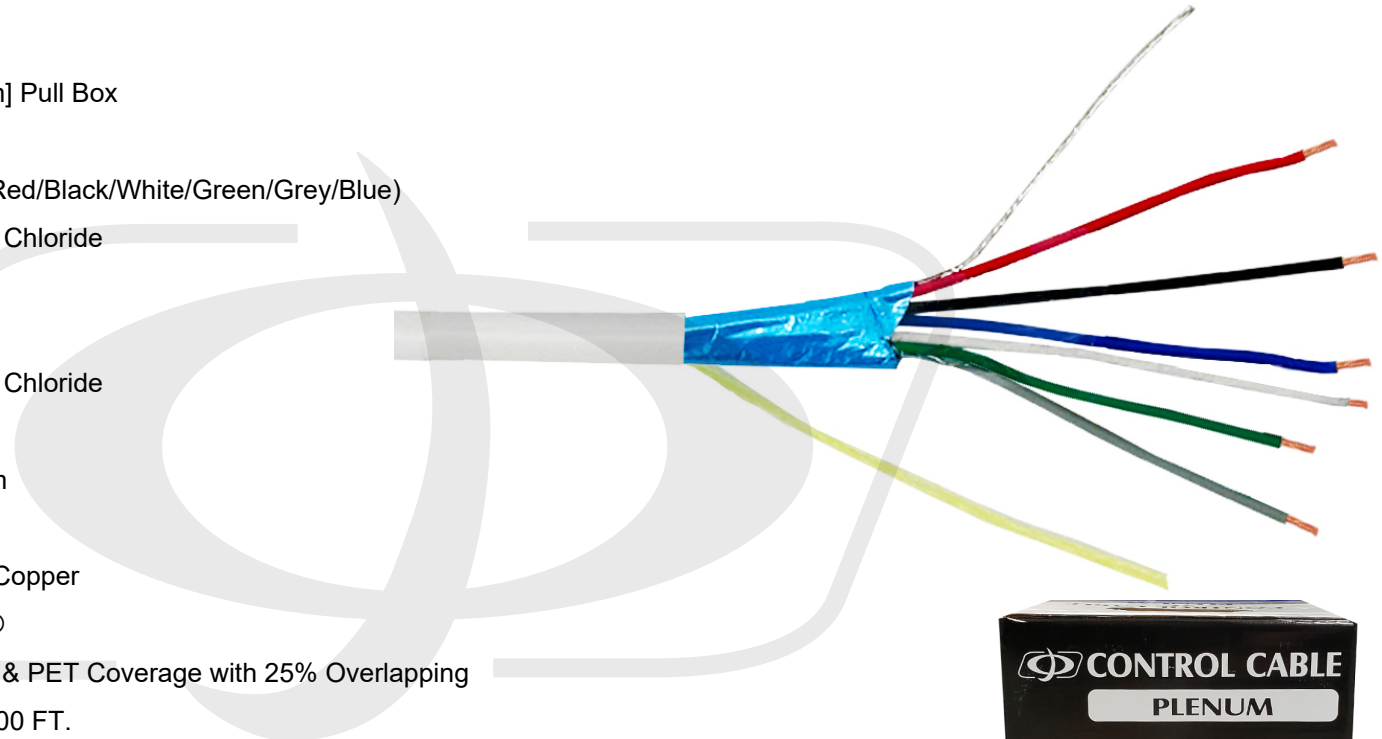 ] Pull Box
Red/Black/White/Green/Grey/Blue)
Chloride
Chloride
Copper
& PET Coverage with 25% Overlapping
00 FT.
CONTROL CABLE
PLENUM